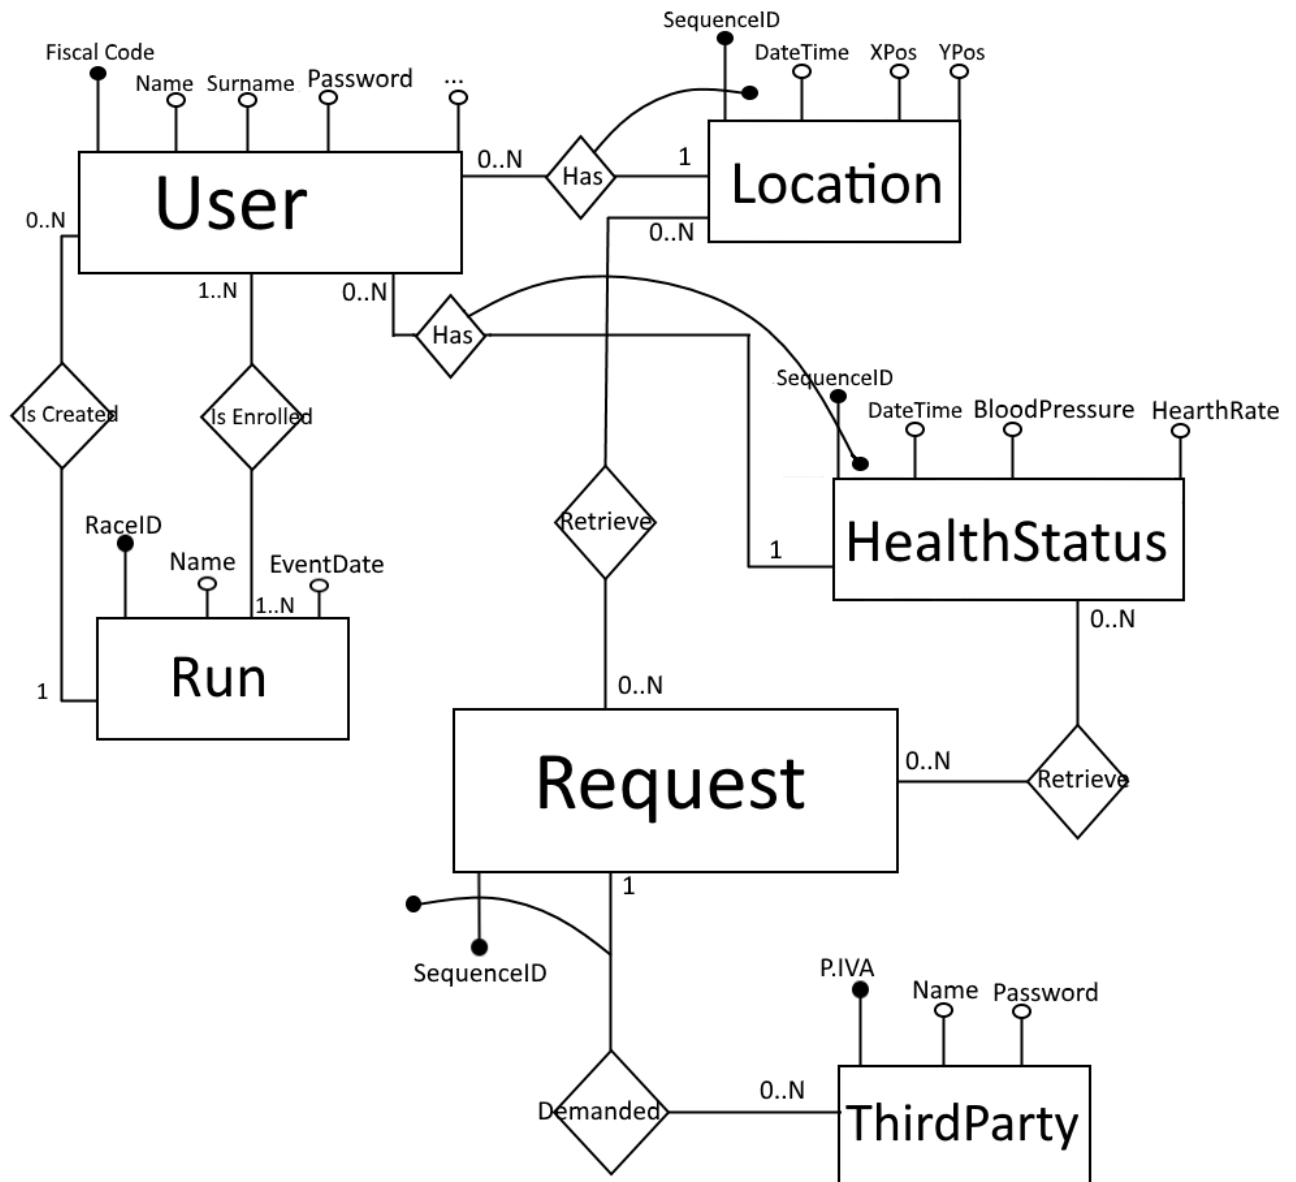 SequenceID
Fiscal Code
DateTime
XPos
YPos
Name
Surname
Password
...
0..N
Has
1
Location
User
0..N
0..N
1..N
0..N
Has
SequenceID
DateTime
BloodPressure
HearthRate
Is Created
Is Enrolled
RaceID
Retrieve
Name
EventDate
1
HealthStatus
1..N
0..N
Run
1
0..N
Request
0..N
Retrieve
1
SequenceID
P.IVA
Name
Password
Demanded
0..N
ThirdParty